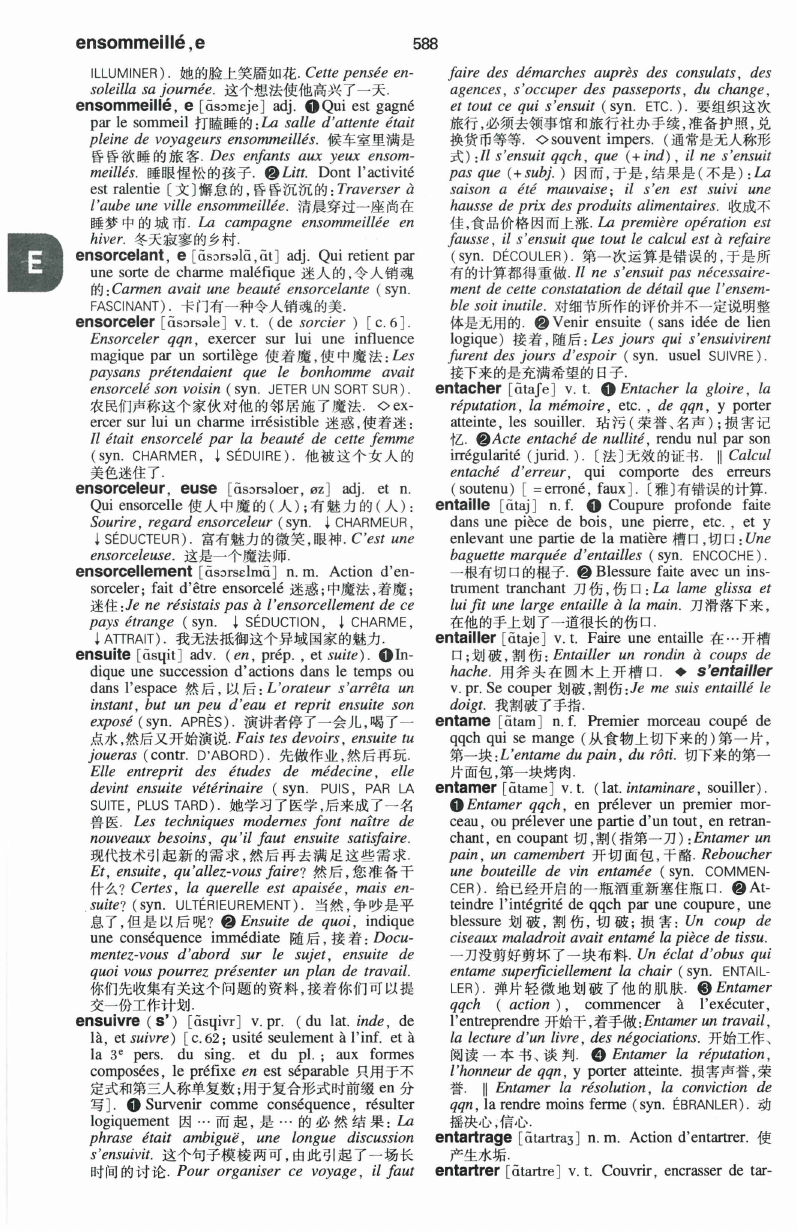 ensommeillé,e 588
ILLUMINER). 她的脸上笑靥如花. Cette pensée en-
soleilla sa journée. 这个想法使他高兴了一天.
ensommeillé, e [ɑ̃sɔmɛje] adj. ❶Qui est gagné
par le sommeil 打瞌睡的:La salle d'attente était
pleine de voyageurs ensommeillés. 候车室里满是
昏昏欲睡的旅客. Des enfants aux yeux ensom-
meillés. 睡眼惺忪的孩子. ❷Litt. Dont l'activité
est ralentie〔文〕懈怠的,昏昏沉沉的:Traverser à
l'aube une ville ensommeillée. 清晨穿过一座尚在
睡梦中的城市. La campagne ensommeillée en
hiver. 冬天寂寥的乡村.
E
ensorcelant, e [ɑ̃sɔrsəlɑ̃,ɑ̃t] adj. Qui retient par
une sorte de charme maléfique 迷人的,令人销魂
的:Carmen avait une beauté ensorcelante ( syn.
FASCINANT). 卡门有一种令人销魂的美.
ensorceler [ɑ̃sɔrsəle] v. t. ( de sorcier ) [ c. 6].
Ensorceler qqn, exercer sur lui une influence
magique par un sortilège 使着魔,使中魔法:Les
paysans prétendaient que le bonhomme avait
ensorcelé son voisin ( syn. JETER UN SORT SUR).
农民们声称这个家伙对他的邻居施了魔法. ◇ex-
ercer sur lui un charme irrésistible 迷惑,使着迷:
Il était ensorcelé par la beauté de cette femme
( syn. CHARMER, ↓ SÉDUIRE). 他被这个女人的
美色迷住了.
ensorceleur, euse [ɑ̃sɔrsəloer, øz] adj. et n.
Qui ensorcelle 使人中魔的(人);有魅力的(人):
Sourire, regard ensorceleur (syn. ↓ CHARMEUR,
↓ SÉDUCTEUR). 富有魅力的微笑,眼神. C'est une
ensorceleuse. 这是一个魔法师.
ensorcellement [ɑ̃sɔrsɛlmɑ̃] n. m. Action d'en-
sorceler; fait d'être ensorcelé 迷惑;中魔法,着魔;
迷住:Je ne résistais pas à l'ensorcellement de ce
pays étrange ( syn. ↓ SÉDUCTION, ↓ CHARME,
↓ ATTRAIT). 我无法抵御这个异域国家的魅力.
ensuite [ɑ̃sɥit] adv. ( en, prép. , et suite). ❶In-
dique une succession d'actions dans le temps ou
dans l'espace 然后,以后:L'orateur s'arrêta un
instant, but un peu d'eau et reprit ensuite son
exposé ( syn. APRÈS). 演讲者停了一会儿,喝了一
点水,然后又开始演说. Fais tes devoirs, ensuite tu
joueras (contr. D'ABORD). 先做作业,然后再玩.
Elle entreprit des études de médecine, elle
devint ensuite vétérinaire ( syn. PUIS, PAR LA
SUITE, PLUS TARD). 她学习了医学,后来成了一名
兽医. Les techniques modernes font naître de
nouveaux besoins, qu'il faut ensuite satisfaire.
现代技术引起新的需求,然后再去满足这些需求.
Et, ensuite, qu'allez-vous faire? 然后,您准备干
什么? Certes, la querelle est apaisée, mais en-
suite? (syn. ULTÉRIEUREMENT). 当然,争吵是平
息了,但是以后呢? ❷ Ensuite de quoi, indique
une conséquence immédiate 随后,接着: Docu-
mentez-vous d'abord sur le sujet, ensuite de
quoi vous pourrez présenter un plan de travail.
你们先收集有关这个问题的资料,接着你们可以提
交一份工作计划.
ensuivre ( s') [ɑ̃sɥivr] v. pr. ( du lat. inde, de
là, et suivre) [ c. 62; usité seulement à l'inf. et à
la 3ᵉ pers. du sing. et du pl. ; aux formes
composées, le préfixe en est séparable 只用于不
定式和第三人称单复数;用于复合形式时前缀 en 分
写]. ❶ Survenir comme conséquence, résulter
logiquement 因…而起,是…的必然结果: La
phrase était ambiguë, une longue discussion
s'ensuivit. 这个句子模棱两可,由此引起了一场长
时间的讨论. Pour organiser ce voyage, il faut
faire des démarches auprès des consulats, des
agences, s'occuper des passeports, du change,
et tout ce qui s'ensuit ( syn. ETC. ). 要组织这次
旅行,必须去领事馆和旅行社办手续,准备护照,兑
换货币等等. ◇souvent impers. (通常是无人称形
式):Il s'ensuit qqch, que (+ ind) , il ne s'ensuit
pas que (+ subj. ) 因而,于是,结果是(不是):La
saison a été mauvaise; il s'en est suivi une
hausse de prix des produits alimentaires. 收成不
佳,食品价格因而上涨. La première opération est
fausse, il s'ensuit que tout le calcul est à refaire
(syn. DÉCOULER). 第一次运算是错误的,于是所
有的计算都得重做. Il ne s'ensuit pas nécessaire-
ment de cette constatation de détail que l'ensem-
ble soit inutile. 对细节所作的评价并不一定说明整
体是无用的. ❷ Venir ensuite ( sans idée de lien
logique) 接着,随后: Les jours qui s'ensuivirent
furent des jours d'espoir ( syn. usuel SUIVRE).
接下来的是充满希望的日子.
entacher [ɑ̃taʃe] v. t. ❶ Entacher la gloire, la
réputation, la mémoire, etc. , de qqn, y porter
atteinte, les souiller. 玷污(荣誉、名声);损害记
忆. ❷Acte entaché de nullité, rendu nul par son
irrégularité (jurid. ). 〔法〕无效的证书. ‖ Calcul
entaché d'erreur, qui comporte des erreurs
( soutenu) [ = erroné, faux]. 〔雅〕有错误的计算.
entaille [ɑ̃taj] n. f. ❶ Coupure profonde faite
dans une pièce de bois, une pierre, etc. , et y
enlevant une partie de la matière 槽口,切口:Une
baguette marquée d'entailles ( syn. ENCOCHE).
一根有切口的棍子. ❷ Blessure faite avec un ins-
trument tranchant 刀伤,伤口: La lame glissa et
lui fit une large entaille à la main. 刀滑落下来,
在他的手上划了一道很长的伤口.
entailler [ɑ̃taje] v. t. Faire une entaille 在…开槽
口;划破,割伤: Entailler un rondin à coups de
hache. 用斧头在圆木上开槽口. ◆ s'entailler
v. pr. Se couper 划破,割伤:Je me suis entaillé le
doigt. 我割破了手指.
entame [ɑ̃tam] n. f. Premier morceau coupé de
qqch qui se mange (从食物上切下来的)第一片,
第一块:L'entame du pain, du rôti. 切下来的第一
片面包,第一块烤肉.
entamer [ɑ̃tame] v. t. (lat. intaminare, souiller).
❶ Entamer qqch, en prélever un premier mor-
ceau, ou prélever une partie d'un tout, en retran-
chant, en coupant 切,割(指第一刀):Entamer un
pain, un camembert 开切面包,干酪. Reboucher
une bouteille de vin entamée ( syn. COMMEN-
CER). 给已经开启的一瓶酒重新塞住瓶口. ❷At-
teindre l'intégrité de qqch par une coupure, une
blessure 划破,割伤,切破;损害: Un coup de
ciseaux maladroit avait entamé la pièce de tissu.
一刀没剪好剪坏了一块布料. Un éclat d'obus qui
entame superficiellement la chair ( syn. ENTAIL-
LER). 弹片轻微地划破了他的肌肤. ❸ Entamer
qqch ( action ), commencer à l'exécuter,
l'entreprendre 开始干,着手做:Entamer un travail,
la lecture d'un livre, des négociations. 开始工作、
阅读一本书、谈判. ❹ Entamer la réputation,
l'honneur de qqn, y porter atteinte. 损害声誉,荣
誉. ‖ Entamer la résolution, la conviction de
qqn, la rendre moins ferme (syn. ÉBRANLER). 动
摇决心,信心.
entartrage [ɑ̃tartraʒ] n. m. Action d'entartrer. 使
产生水垢.
entartrer [ɑ̃tartre] v. t. Couvrir, encrasser de tar-